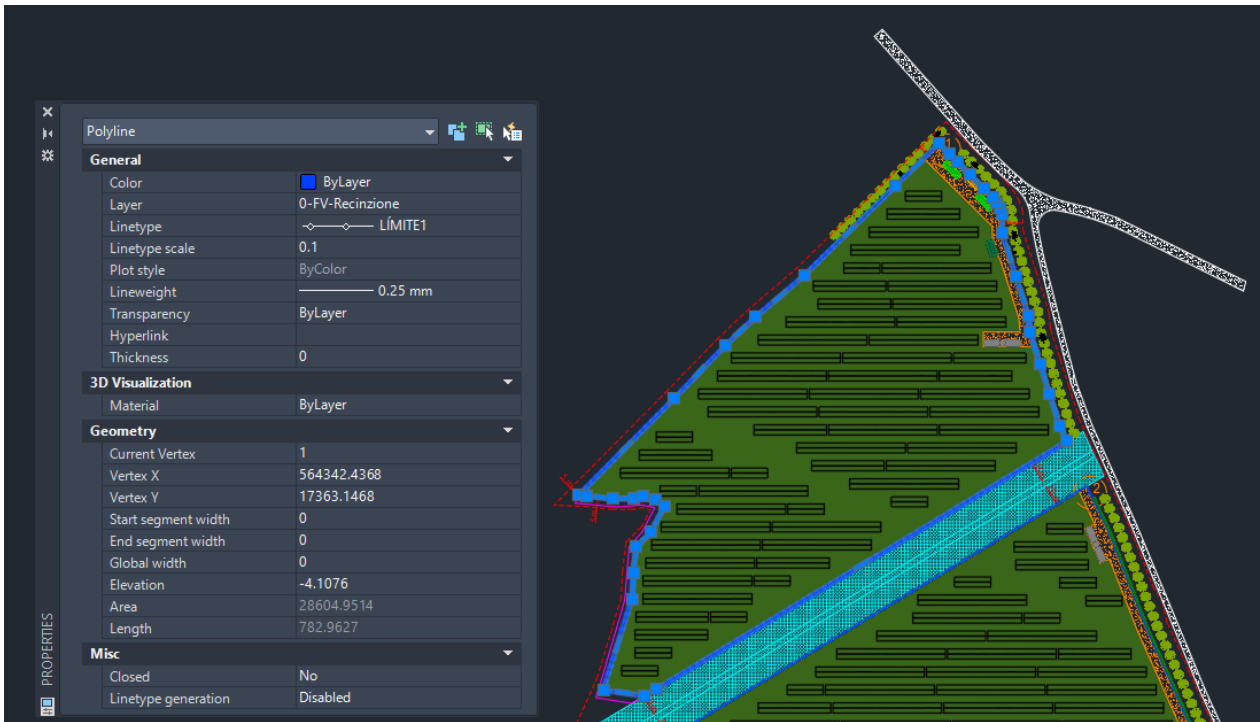 Polyline
General
Color ByLayer
Layer 0-FV-Recinzione
Linetype LÍMITE1
Linetype scale 0.1
Plot style ByColor
Lineweight 0.25 mm
Transparency ByLayer
Hyperlink
Thickness 0
3D Visualization
Material ByLayer
Geometry
Current Vertex 1
Vertex X 564342.4368
Vertex Y 17363.1468
Start segment width 0
End segment width 0
Global width 0
Elevation -4.1076
Area 28604.9514
Length 782.9627
Misc
Closed No
Linetype generation Disabled
PROPERTIES
1
2